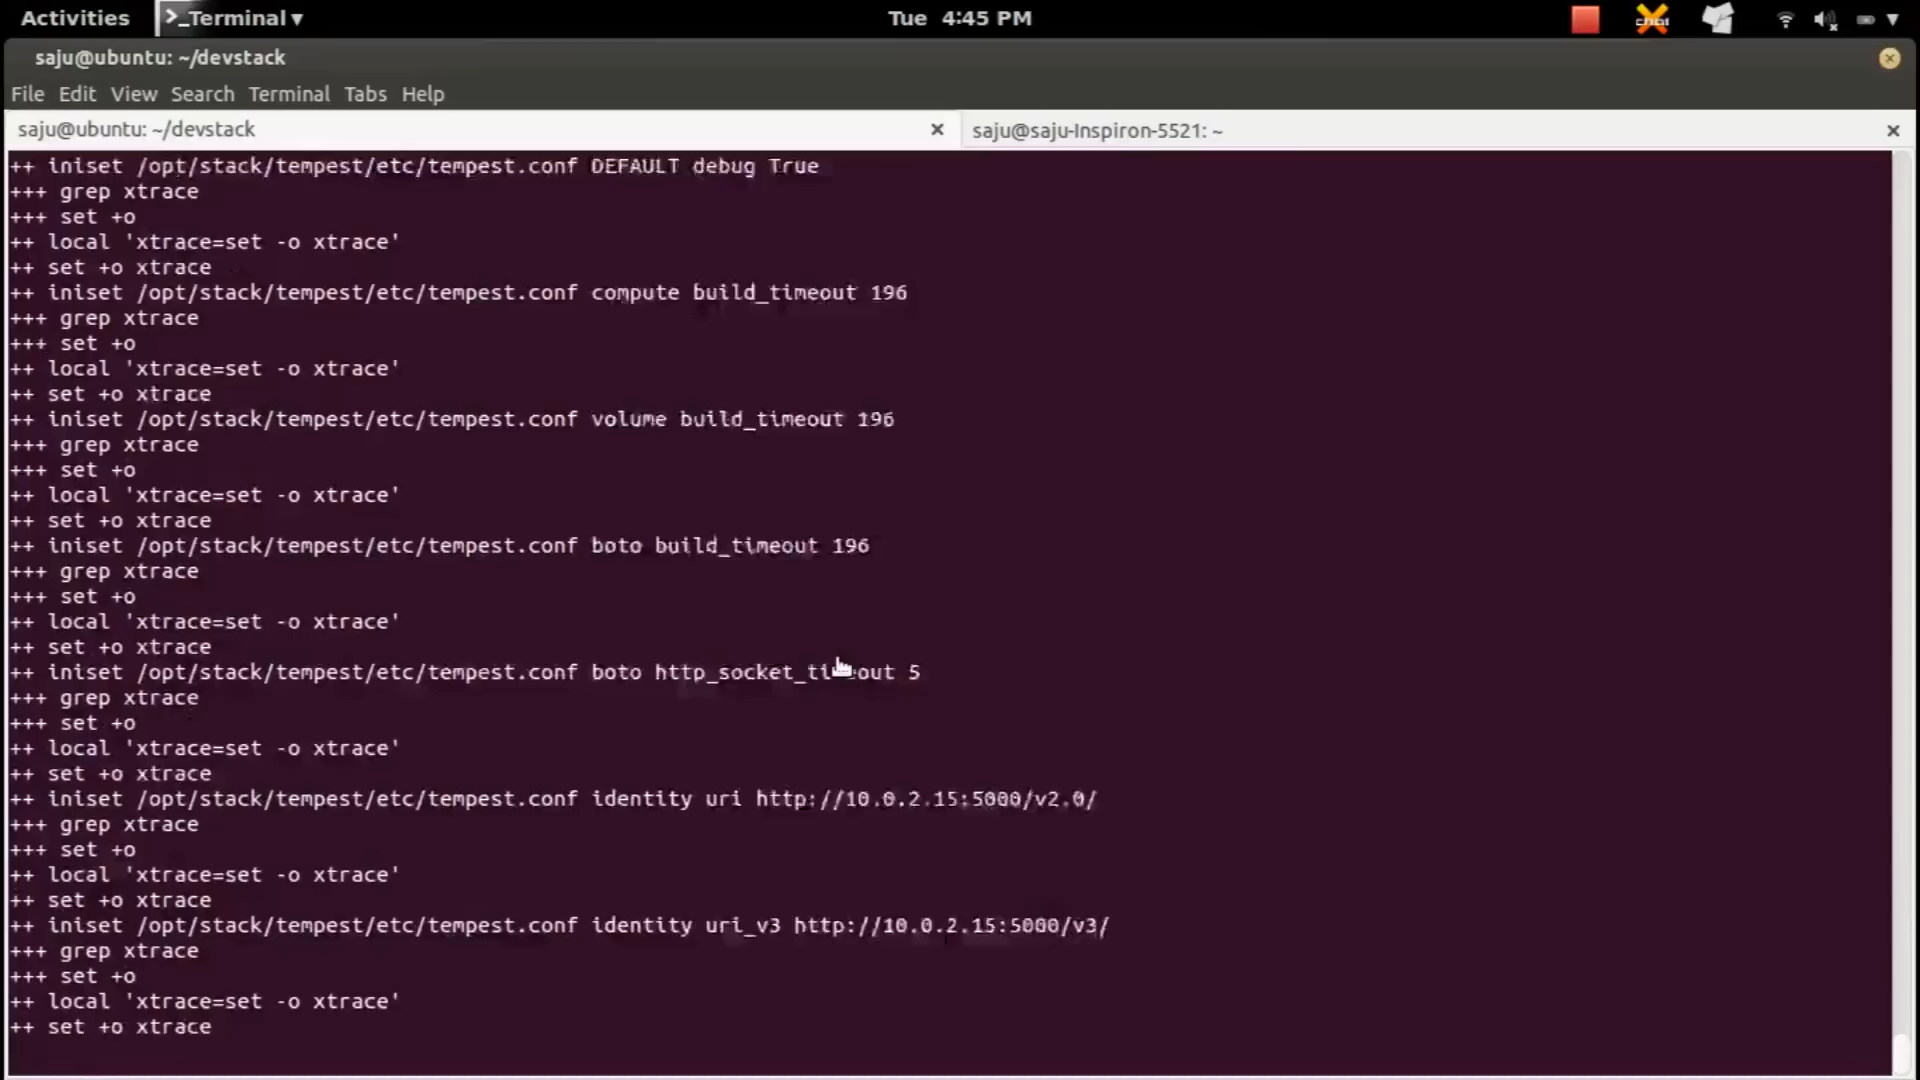 Activities >_Terminal ▾ Tue 4:45 PM chat
saju@ubuntu: ~/devstack
File Edit View Search Terminal Tabs Help
saju@ubuntu: ~/devstack × saju@saju-Inspiron-5521: ~ ×
++ iniset /opt/stack/tempest/etc/tempest.conf DEFAULT debug True
+++ grep xtrace
+++ set +o
++ local 'xtrace=set -o xtrace'
++ set +o xtrace
++ iniset /opt/stack/tempest/etc/tempest.conf compute build_timeout 196
+++ grep xtrace
+++ set +o
++ local 'xtrace=set -o xtrace'
++ set +o xtrace
++ iniset /opt/stack/tempest/etc/tempest.conf volume build_timeout 196
+++ grep xtrace
+++ set +o
++ local 'xtrace=set -o xtrace'
++ set +o xtrace
++ iniset /opt/stack/tempest/etc/tempest.conf boto build_timeout 196
+++ grep xtrace
+++ set +o
++ local 'xtrace=set -o xtrace'
++ set +o xtrace
++ iniset /opt/stack/tempest/etc/tempest.conf boto http_socket_timeout 5
+++ grep xtrace
+++ set +o
++ local 'xtrace=set -o xtrace'
++ set +o xtrace
++ iniset /opt/stack/tempest/etc/tempest.conf identity uri http://10.0.2.15:5000/v2.0/
+++ grep xtrace
+++ set +o
++ local 'xtrace=set -o xtrace'
++ set +o xtrace
++ iniset /opt/stack/tempest/etc/tempest.conf identity uri_v3 http://10.0.2.15:5000/v3/
+++ grep xtrace
+++ set +o
++ local 'xtrace=set -o xtrace'
++ set +o xtrace